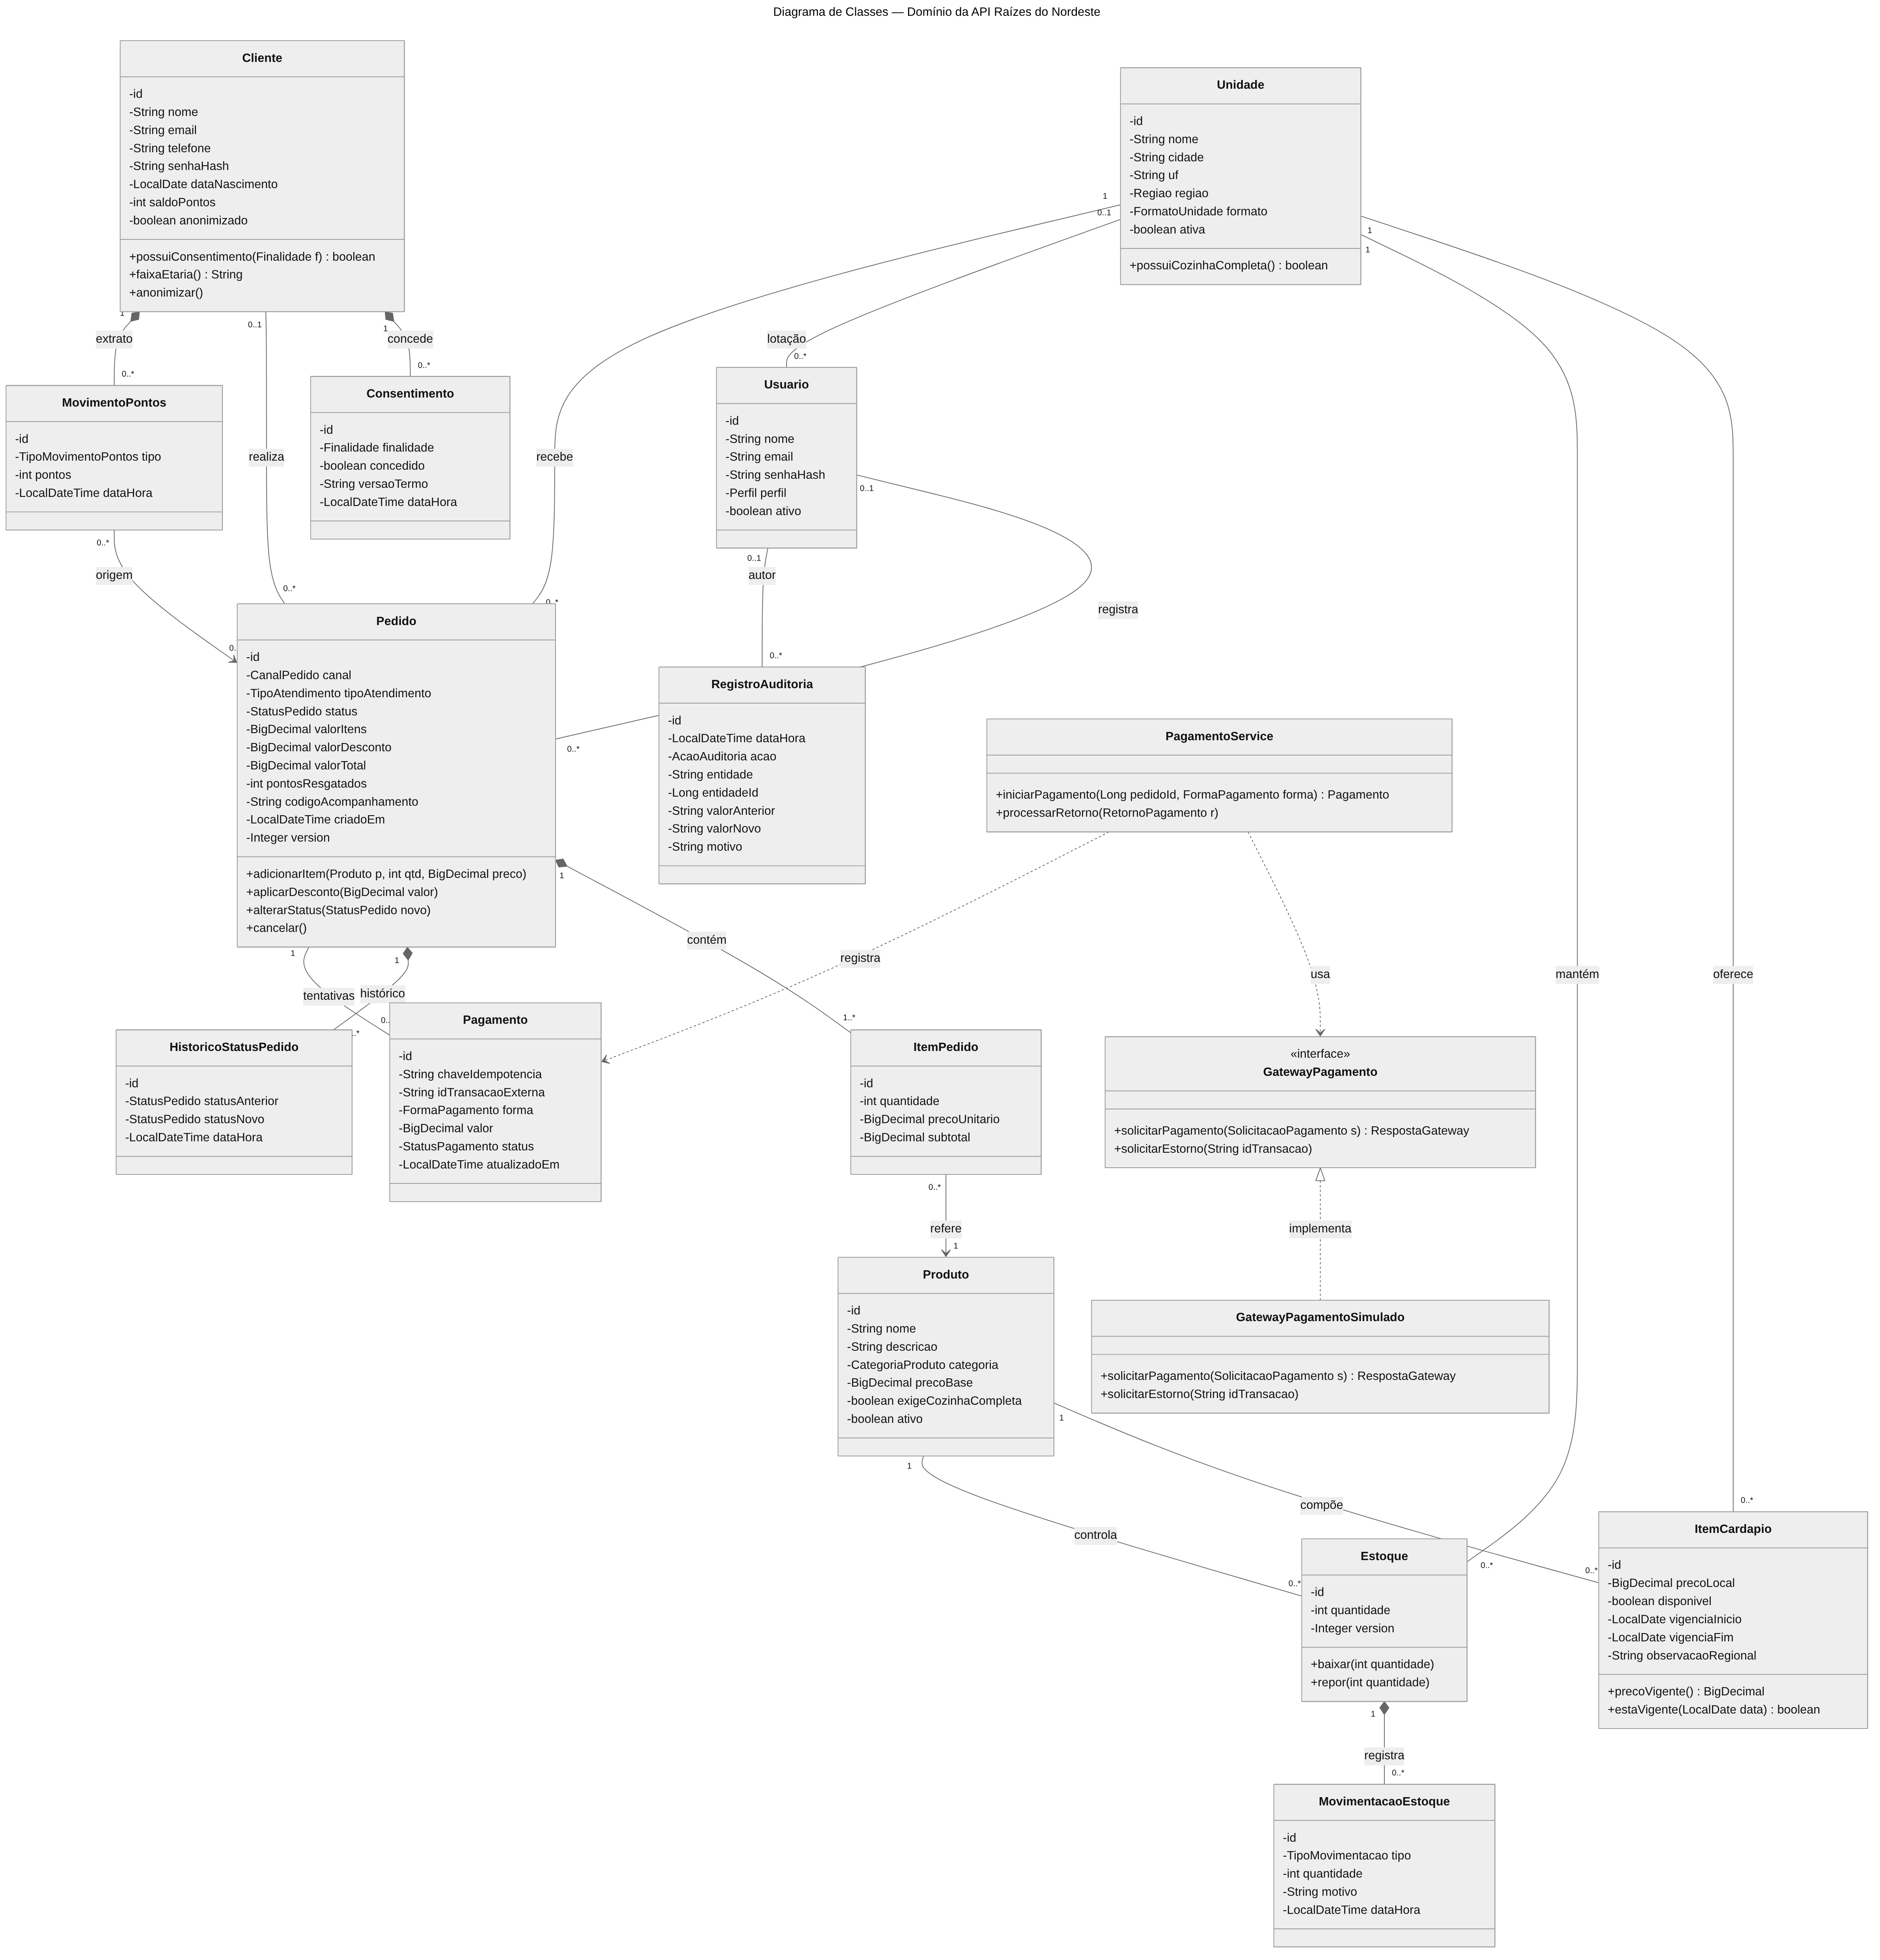 Diagrama de Classes — Domínio da API Raízes do Nordeste
Cliente
-id
-String nome
-String email
-String telefone
-String senhaHash
-LocalDate dataNascimento
-int saldoPontos
-boolean anonimizado
+possuiConsentimento(Finalidade f) : boolean
+faixaEtaria() : String
+anonimizar()
Unidade
-id
-String nome
-String cidade
-String uf
-Regiao regiao
-FormatoUnidade formato
-boolean ativa
+possuiCozinhaCompleta() : boolean
1
0..1
1
1
1
0..1
1
extrato
concede
lotação
0..*
0..*
0..*
MovimentoPontos
-id
-TipoMovimentoPontos tipo
-int pontos
-LocalDateTime dataHora
Consentimento
-id
-Finalidade finalidade
-boolean concedido
-String versaoTermo
-LocalDateTime dataHora
Usuario
-id
-String nome
-String email
-String senhaHash
-Perfil perfil
-boolean ativo
realiza
recebe
0..1
0..*
0..1
origem
autor
registra
0..*
0..*
0..*
Pedido
-id
-CanalPedido canal
-TipoAtendimento tipoAtendimento
-StatusPedido status
-BigDecimal valorItens
-BigDecimal valorDesconto
-BigDecimal valorTotal
-int pontosResgatados
-String codigoAcompanhamento
-LocalDateTime criadoEm
-Integer version
+adicionarItem(Produto p, int qtd, BigDecimal preco)
+aplicarDesconto(BigDecimal valor)
+alterarStatus(StatusPedido novo)
+cancelar()
0..*
RegistroAuditoria
-id
-LocalDateTime dataHora
-AcaoAuditoria acao
-String entidade
-Long entidadeId
-String valorAnterior
-String valorNovo
-String motivo
PagamentoService
+iniciarPagamento(Long pedidoId, FormaPagamento forma) : Pagamento
+processarRetorno(RetornoPagamento r)
1
contém
1
1
registra
usa
mantém
oferece
tentativas
histórico
1..*
0..
..*
HistoricoStatusPedido
-id
-StatusPedido statusAnterior
-StatusPedido statusNovo
-LocalDateTime dataHora
Pagamento
-id
-String chaveIdempotencia
-String idTransacaoExterna
-FormaPagamento forma
-BigDecimal valor
-StatusPagamento status
-LocalDateTime atualizadoEm
ItemPedido
-id
-int quantidade
-BigDecimal precoUnitario
-BigDecimal subtotal
«interface»
GatewayPagamento
+solicitarPagamento(SolicitacaoPagamento s) : RespostaGateway
+solicitarEstorno(String idTransacao)
0..*
refere
1
implementa
Produto
-id
-String nome
-String descricao
-CategoriaProduto categoria
-BigDecimal precoBase
-boolean exigeCozinhaCompleta
-boolean ativo
GatewayPagamentoSimulado
+solicitarPagamento(SolicitacaoPagamento s) : RespostaGateway
+solicitarEstorno(String idTransacao)
1
1
compõe
controla
0..*
0..*
0..*
0..*
Estoque
-id
-int quantidade
-Integer version
+baixar(int quantidade)
+repor(int quantidade)
ItemCardapio
-id
-BigDecimal precoLocal
-boolean disponivel
-LocalDate vigenciaInicio
-LocalDate vigenciaFim
-String observacaoRegional
+precoVigente() : BigDecimal
+estaVigente(LocalDate data) : boolean
1
registra
0..*
MovimentacaoEstoque
-id
-TipoMovimentacao tipo
-int quantidade
-String motivo
-LocalDateTime dataHora